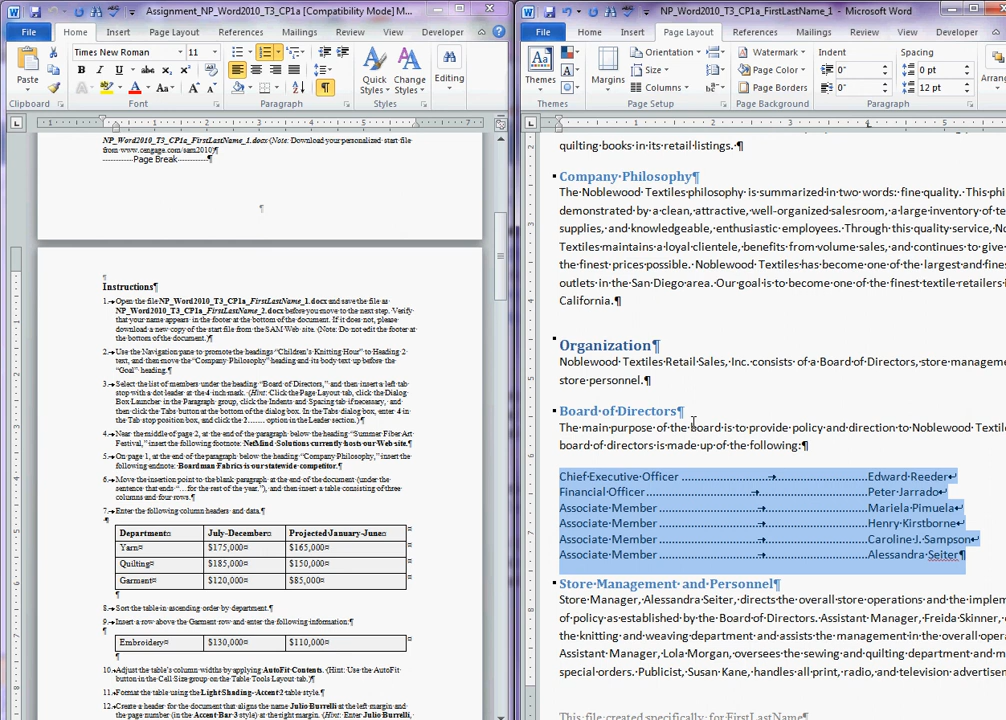 Assignment_NP_Word2010_T3_CP1a [Compatibility Mode] M...
File Home Insert Page Layout References Mailings Review View Developer
Times New Roman 11
Paste
Quick Styles
Change Styles
Editing
Clipboard Font Paragraph Styles
NP_Word2010_T3_CP1a_FirstLastName_1.docx (Note: Download your personalized start file
from www.cengage.com/sam2010)¶
Page Break ¶
¶
¶
Instructions¶
1. Open the file NP_Word2010_T3_CP1a_FirstLastName_1.docx and save the file as
NP_Word2010_T3_CP1a_FirstLastName_2.docx before you move to the next step. Verify
that your name appears in the footer at the bottom of the document. If it does not, please
download a new copy of the start file from the SAM Web site. (Note: Do not edit the footer at
the bottom of the document.)¶
2. Use the Navigation pane to promote the headings "Children's Knitting Hour" to Heading 2
text, and then move the "Company Philosophy" heading and its body text up before the
"Goal" heading.¶
3. Select the list of members under the heading "Board of Directors," and then insert a left tab
stop with a dot leader at the 4-inch mark. (Hint: Click the Page Layout tab, click the Dialog
Box Launcher in the Paragraph group, click the Indents and Spacing tab if necessary, and
then click the Tabs button at the bottom of the dialog box. In the Tabs dialog box, enter 4 in
the Tab stop position box, and click the 2....... option button in the Leader section.)¶
4. Near the middle of page 2, at the end of the paragraph below the heading "Summer Fiber Art
Festival," insert the following footnote: NetMind Solutions currently hosts our Web site.¶
5. On page 1, at the end of the paragraph below the heading "Company Philosophy," insert the
following endnote: Boardman Fabrics is our statewide competitor.¶
6. Move the insertion point to the blank paragraph at the end of the document (under the
sentence that ends "...for the rest of the year."), and then insert a table consisting of three
columns and four rows.¶
7. Enter the following column headers and data.¶
¶
Department¤ July-December¤ Projected January-June¤
Yarn¤ $175,000¤ $165,000¤
Quilting¤ $185,000¤ $150,000¤
Garment¤ $120,000¤ $85,000¤
¶
8. Sort the table in ascending order by department.¶
9. Insert a row above the Garment row and enter the following information:¶
¶
Embroidery¤ $130,000¤ $110,000¤
¶
10. Adjust the table's column widths by applying AutoFit Contents. (Hint: Use the AutoFit
button in the Cell Size group on the Table Tools Layout tab.)¶
11. Format the table using the Light Shading - Accent 2 table style.¶
12. Create a header for the document that aligns the name Julio Burrelli at the left margin and
the page number (in the Accent Bar 3 style) at the right margin. (Hint: Enter Julio Burrelli,
NP_Word2010_T3_CP1a_FirstLastName_1 - Microsoft Word
File Home Insert Page Layout References Mailings Review View Developer
Themes
Margins
Orientation
Size
Columns
Watermark
Page Color
Page Borders
Indent
0"
0"
Spacing
0 pt
12 pt
Arrang
Themes Page Setup Page Background Paragraph
quilting books in its retail listings. ¶
Company Philosophy¶
The Noblewood Textiles philosophy is summarized in two words: fine quality. This phi
demonstrated by a clean, attractive, well-organized salesroom, a large inventory of
supplies, and knowledgeable, enthusiastic employees. Through this quality service, No
Textiles maintains a loyal clientele, benefits from volume sales, and continues to give
the finest prices possible. Noblewood Textiles has become one of the largest and fines
outlets in the San Diego area. Our goal is to become one of the finest textile retailers i
California.¶
Organization¶
Noblewood Textiles Retail Sales, Inc. consists of a Board of Directors, store manageme
store personnel.¶
Board of Directors¶
The main purpose of the board is to provide policy and direction to Noblewood Textile
board of directors is made up of the following:¶
Chief Executive Officer Edward Reeder
Financial Officer Peter Jarrado
Associate Member Mariela Pimuela
Associate Member Henry Kirstborne
Associate Member Caroline J. Sampson
Associate Member Alessandra Seiter¶
Store Management and Personnel¶
Store Manager, Alessandra Seiter, directs the overall store operations and the implem
of policy as established by the Board of Directors. Assistant Manager, Freida Skinner,
the knitting and weaving department and assists the management in the overall oper
Assistant Manager, Lola Morgan, oversees the sewing and quilting department and
special orders. Publicist, Susan Kane, handles all print, radio, and television advertisem
This file created specifically for FirstLastName¶